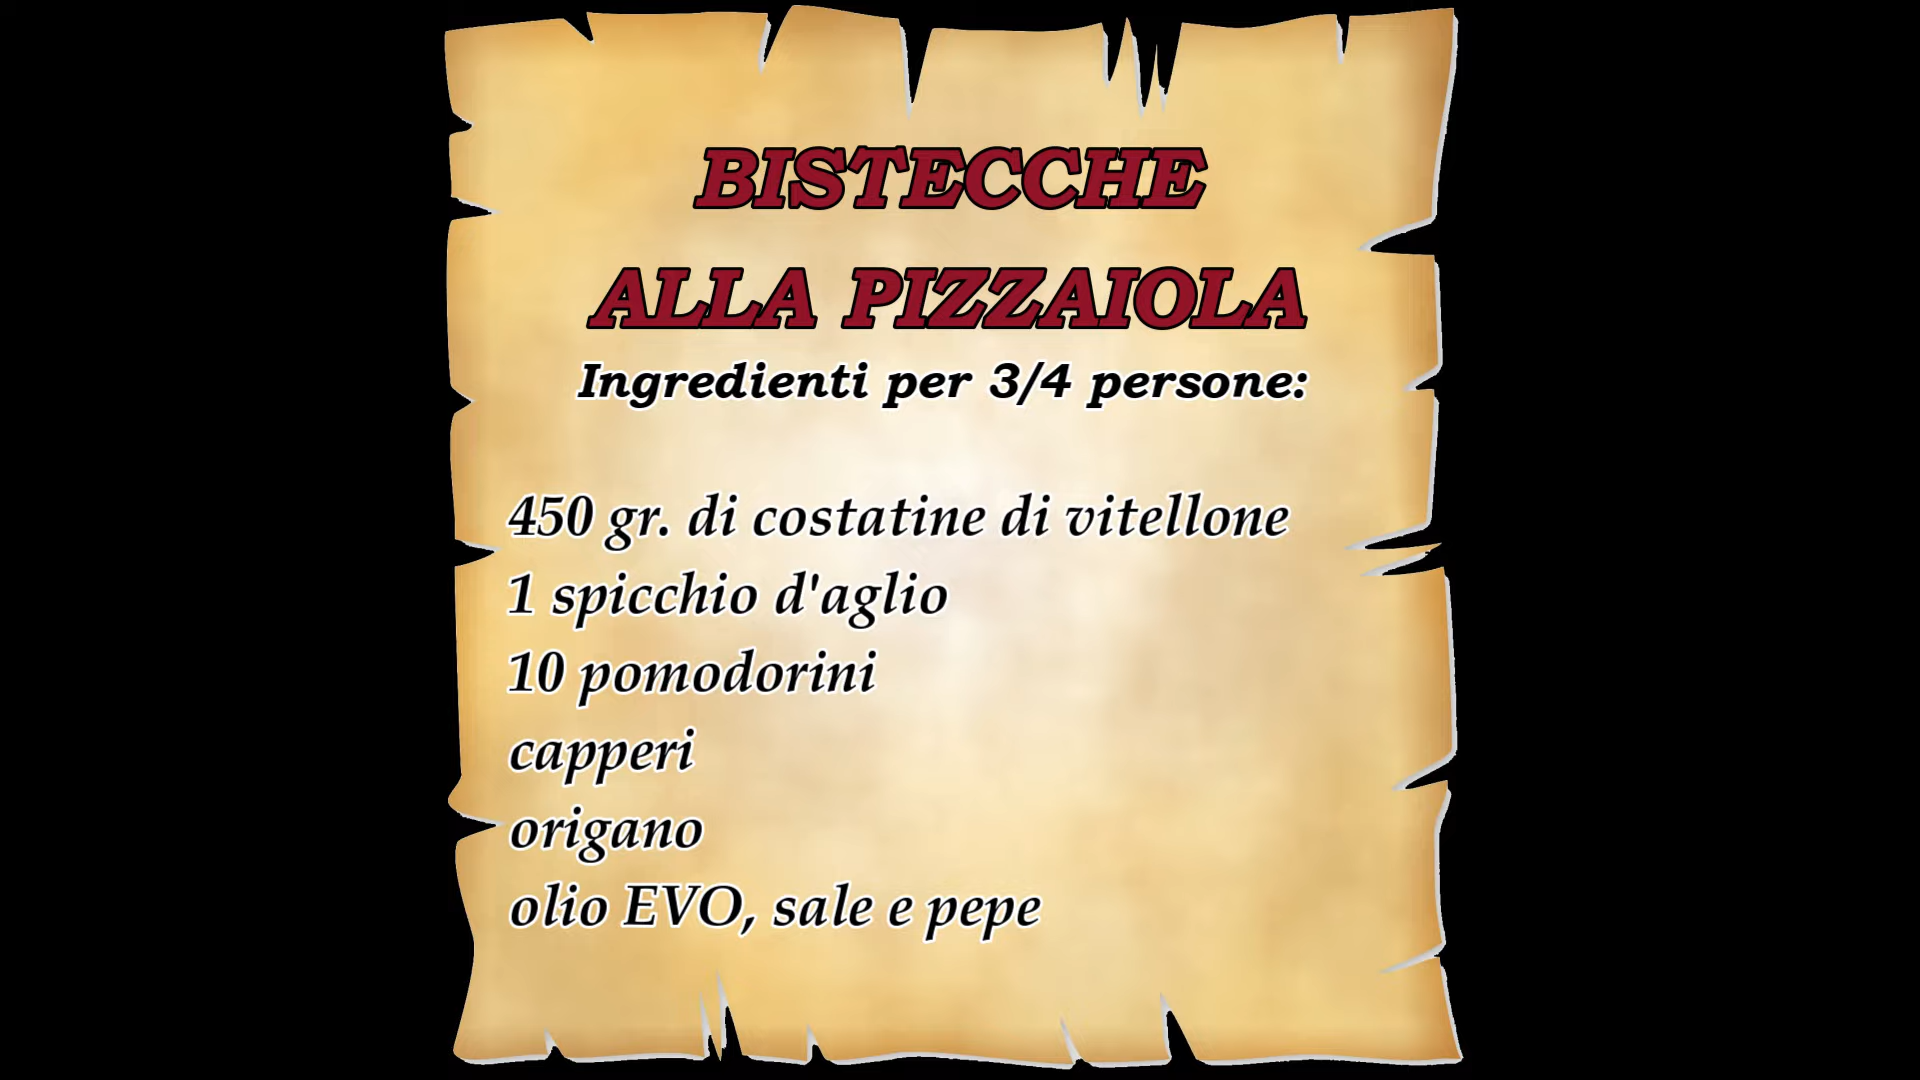 BISTECCHE
ALLA PIZZAIOLA
Ingredienti per 3/4 persone:
450 gr. di costatine di vitellone
1 spicchio d'aglio
10 pomodorini
capperi
origano
olio EVO, sale e pepe